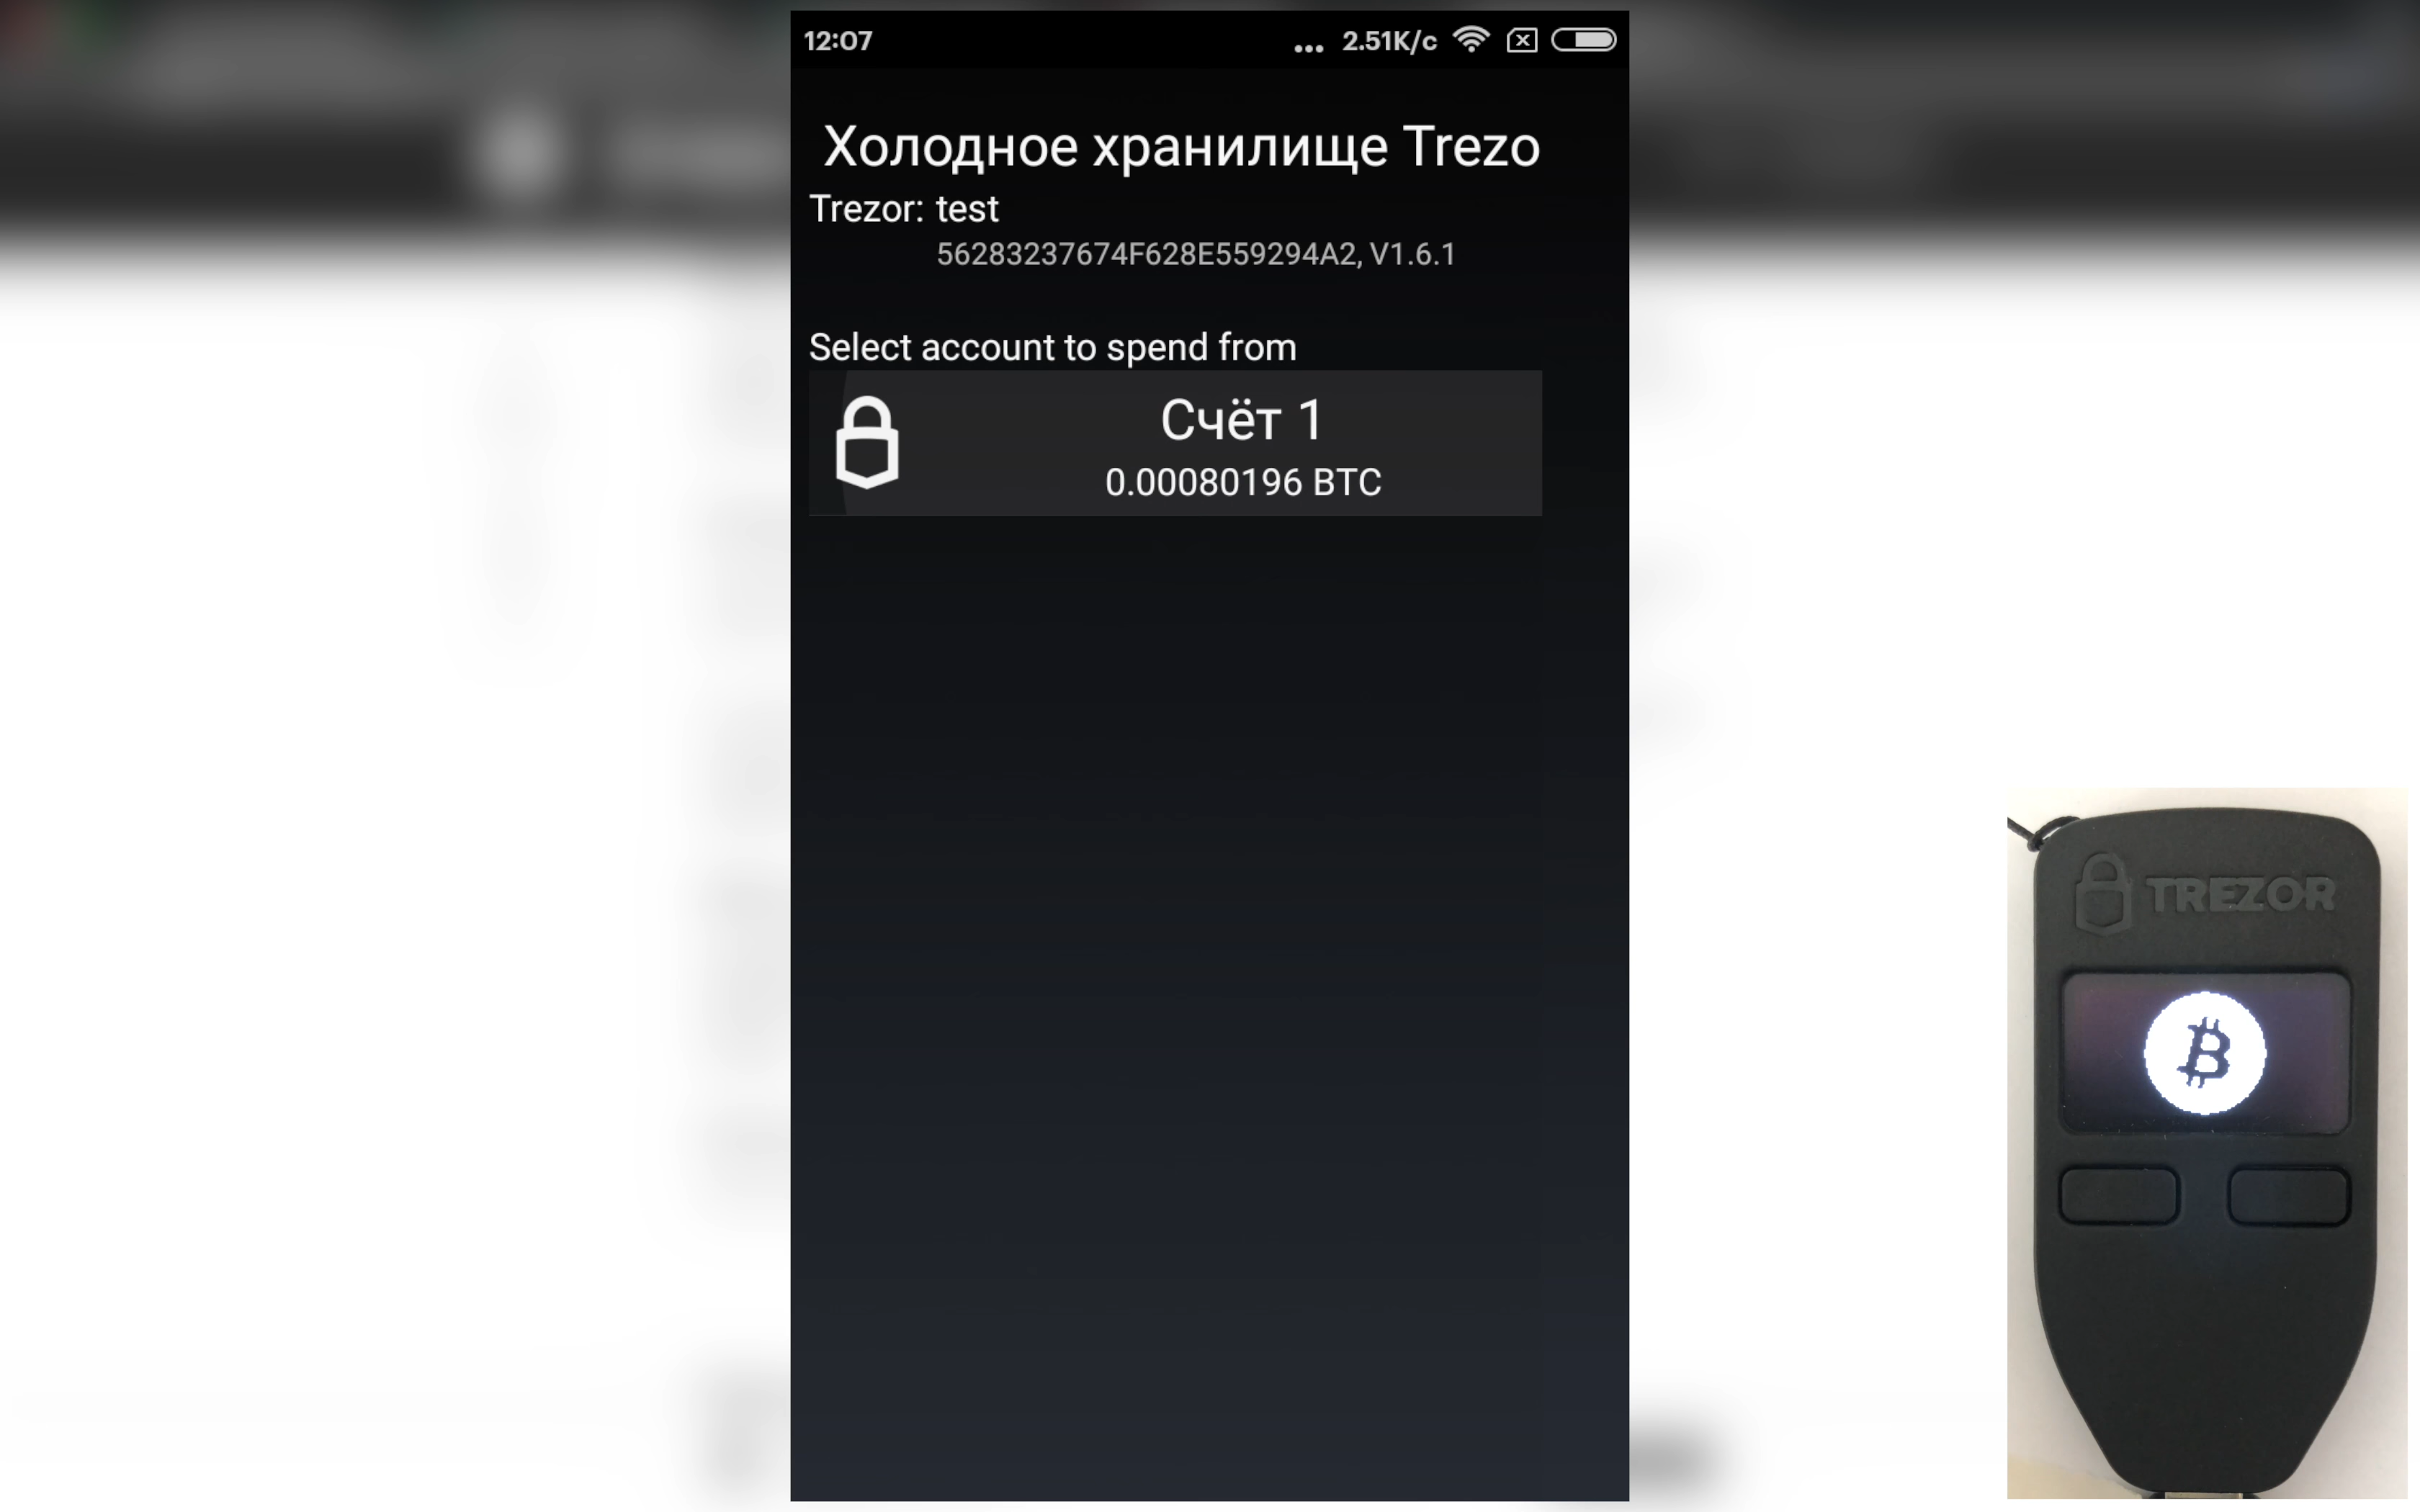 12:07
... 2.51K/c
Холодное хранилище Trezo
Trezor: test
56283237674F628E559294A2, V1.6.1
Select account to spend from
Счёт 1
0.00080196 BTC
TREZOR